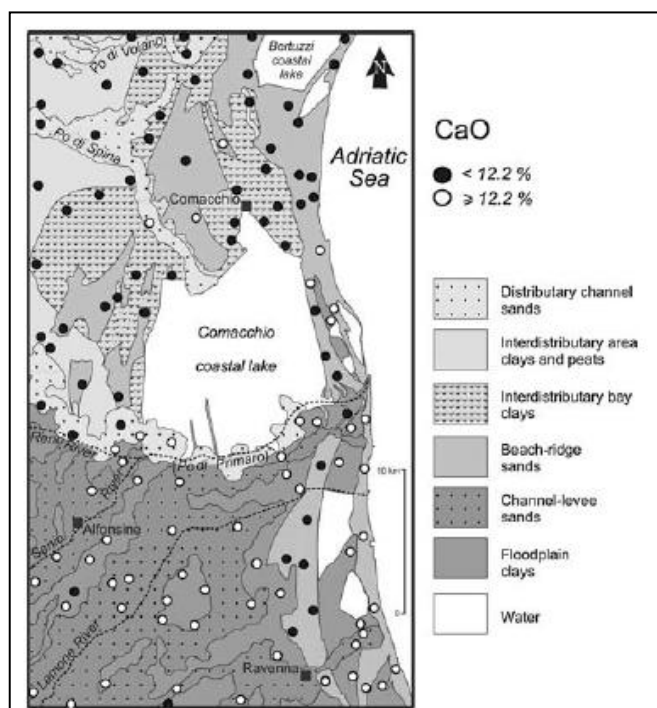 Po di Volano
Bertuzzi
coastal
lake
N
Po di Spina
Adriatic
Sea
Comacchio
Comacchio
coastal lake
Reno River
Po di Primaro
Reno
10 km
Senio
Alfonsine
0
Lamone River
Ravenna
CaO
< 12.2 %
⩾ 12.2 %
Distributary channel
sands
Interdistributary area
clays and peats
Interdistributary bay
clays
Beach-ridge
sands
Channel-levee
sands
Floodplain
clays
Water